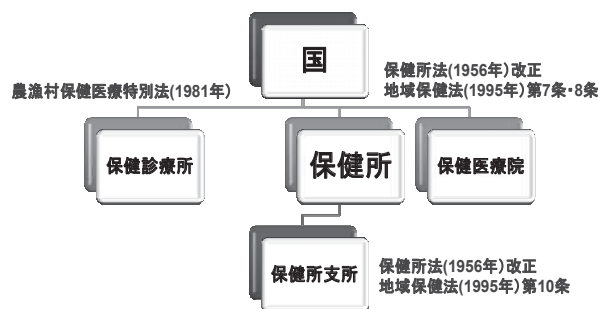 国
農漁村保健医療特別法(1981年)
保健所法(1956年)改正
地域保健法(1995年)第7条・8条
保健診療所
保健所
保健医療院
保健所支所
保健所法(1956年)改正
地域保健法(1995年)第10条